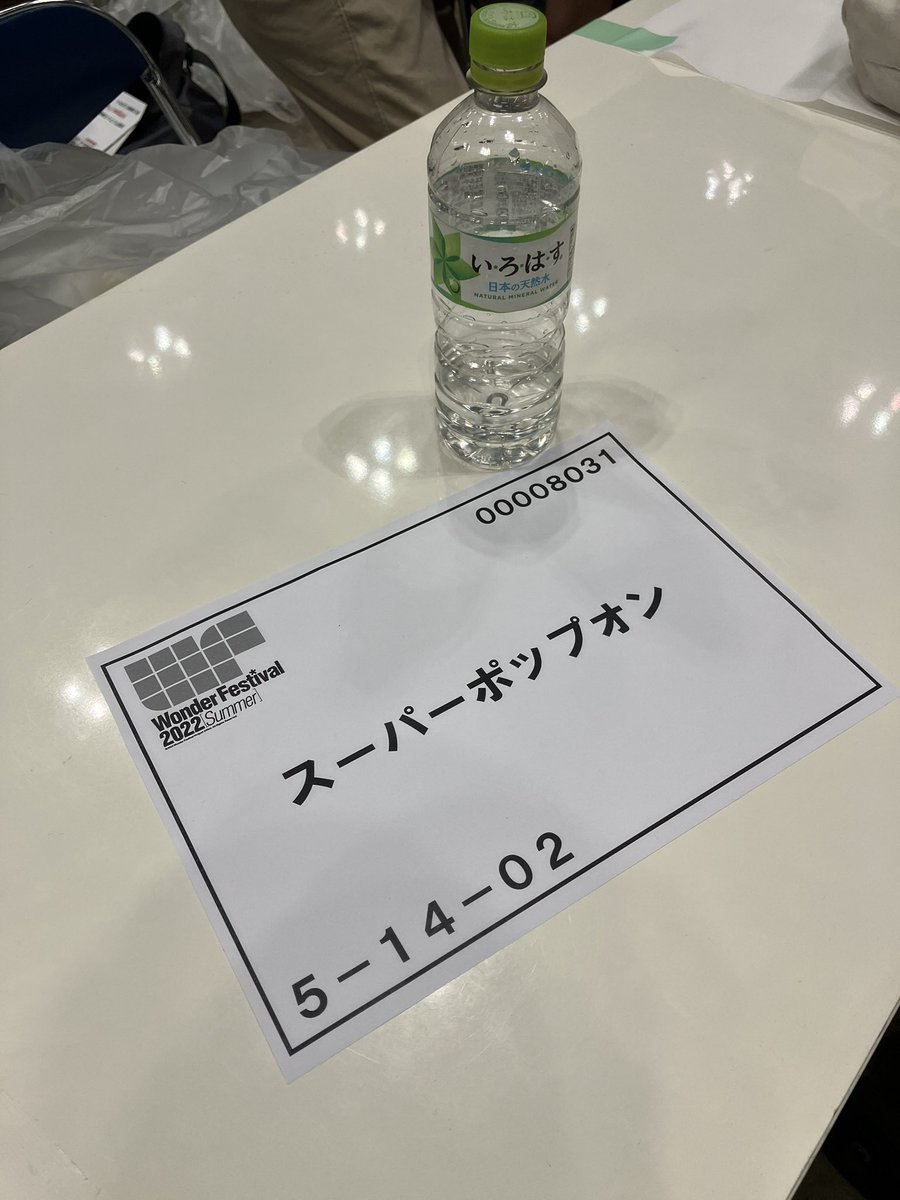 い・ろ・は・す
日本の天然水
NATURAL MINERAL WATER
00008031
Wonder Festival
2022[Summer]
スーパーポップオン
5-14-02